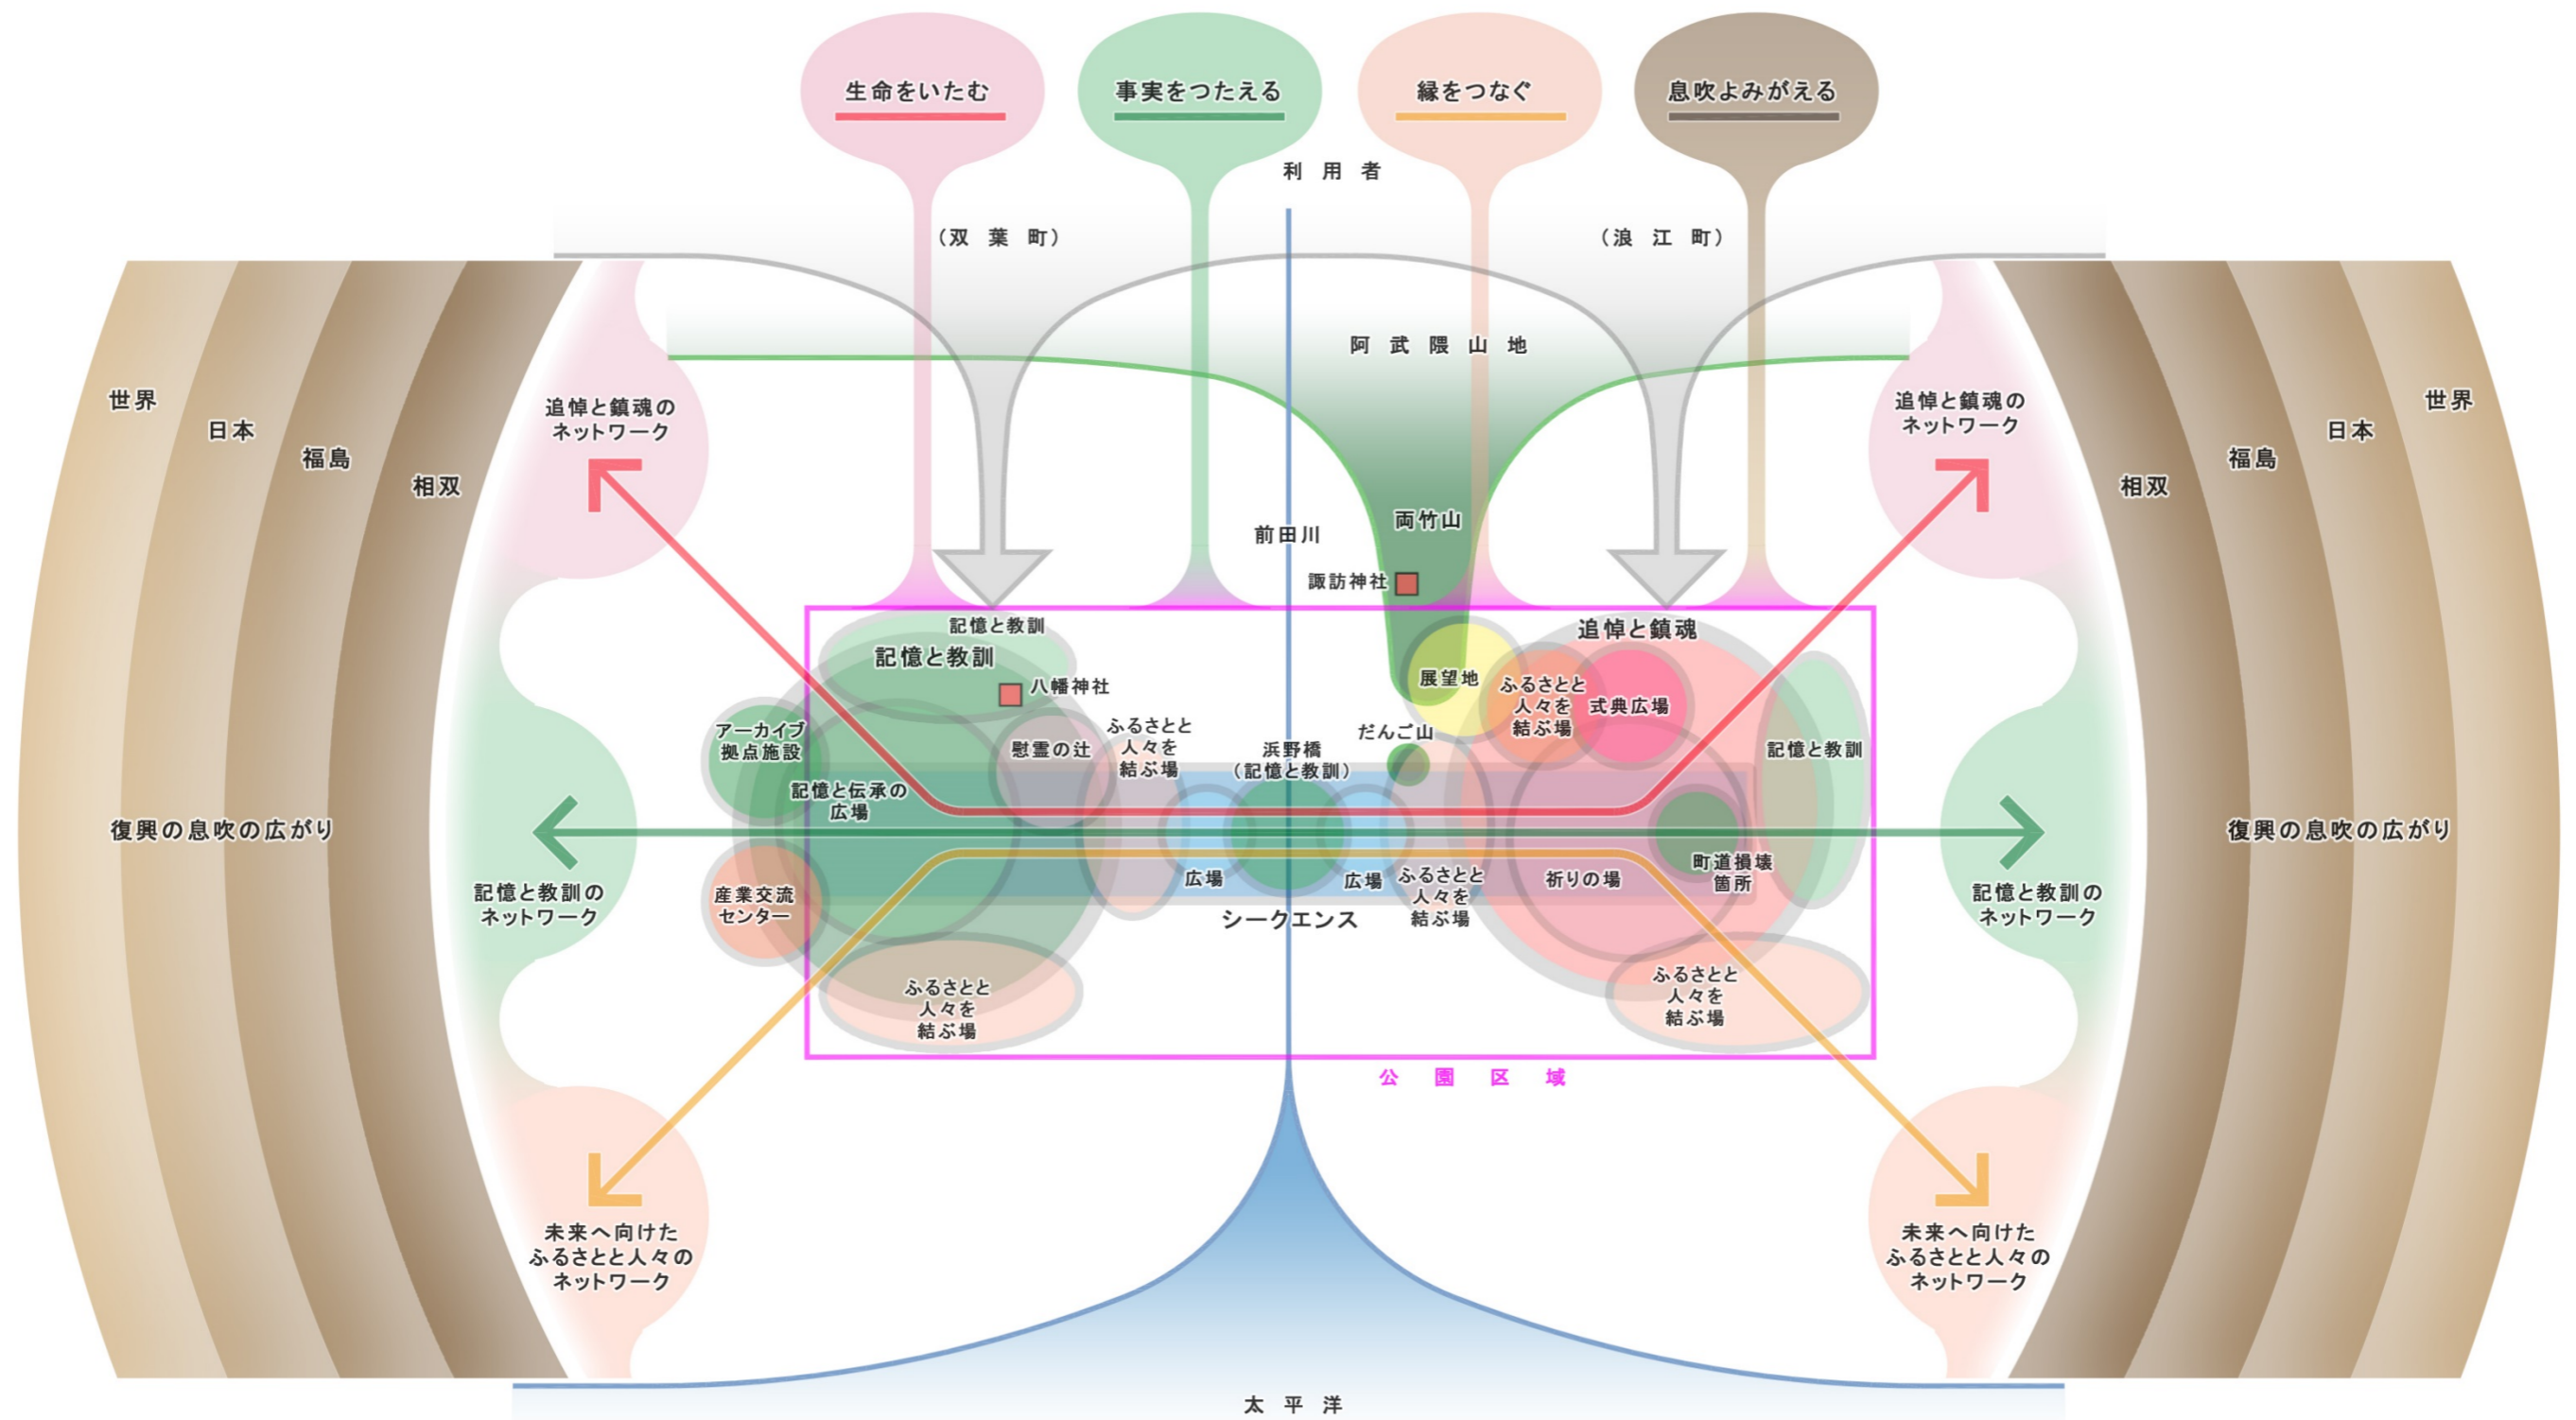 生命をいたむ
事実をつたえる
縁をつなぐ
息吹よみがえる
利用者
（双葉町）
（浪江町）
阿武隈山地
世界
日本
福島
相双
追悼と鎮魂の
ネットワーク
追悼と鎮魂の
ネットワーク
世界
日本
福島
相双
前田川
両竹山
諏訪神社
記憶と教訓
記憶と教訓
八幡神社
追悼と鎮魂
展望地
ふるさとと
人々を
結ぶ場
式典広場
アーカイブ
拠点施設
慰霊の辻
ふるさとと
人々を
結ぶ場
浜野橋
（記憶と教訓）
だんご山
記憶と教訓
記憶と伝承の
広場
復興の息吹の広がり
復興の息吹の広がり
記憶と教訓の
ネットワーク
産業交流
センター
広場
広場
ふるさとと
人々を
結ぶ場
祈りの場
町道損壊
箇所
記憶と教訓の
ネットワーク
シークエンス
ふるさとと
人々を
結ぶ場
ふるさとと
人々を
結ぶ場
公園区域
未来へ向けた
ふるさとと人々の
ネットワーク
未来へ向けた
ふるさとと人々の
ネットワーク
太平洋